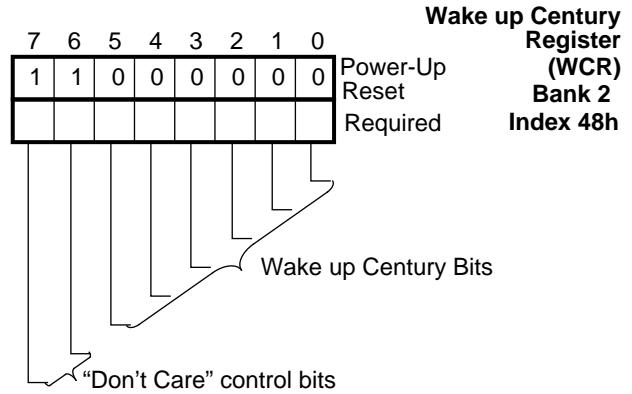 Wake up Century
Register
(WCR)
Bank 2
Index 48h
7 6 5 4 3 2 1 0
1 1 0 0 0 0 0 0 Power-Up
Reset
Required
Wake up Century Bits
“Don’t Care” control bits